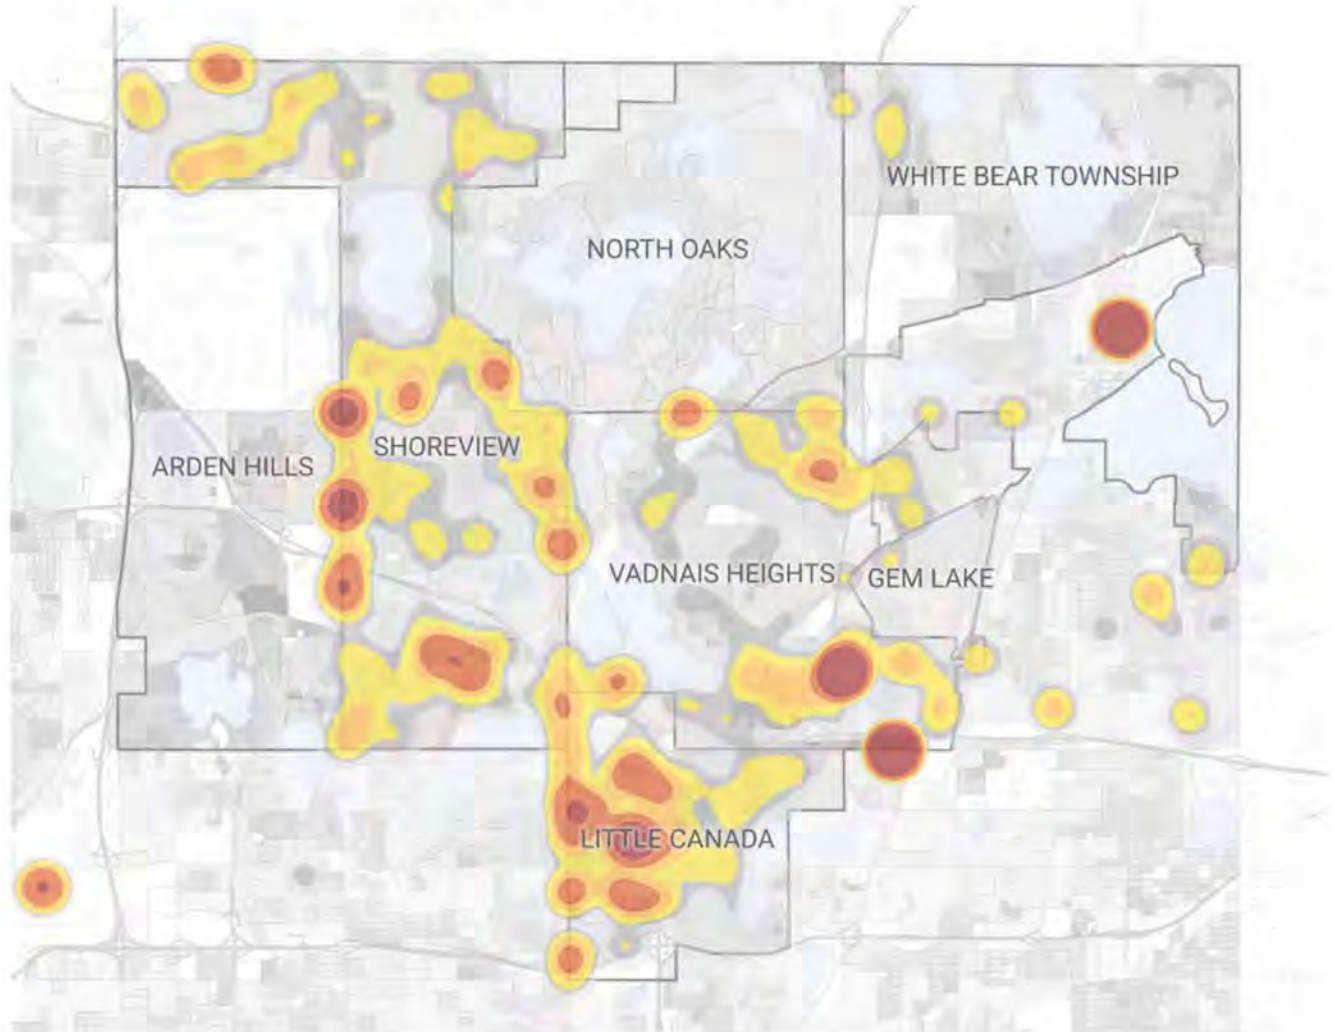 WHITE BEAR TOWNSHIP
NORTH OAKS
SHOREVIEW
ARDEN HILLS
VADNAIS HEIGHTS
GEM LAKE
LITTLE CANADA